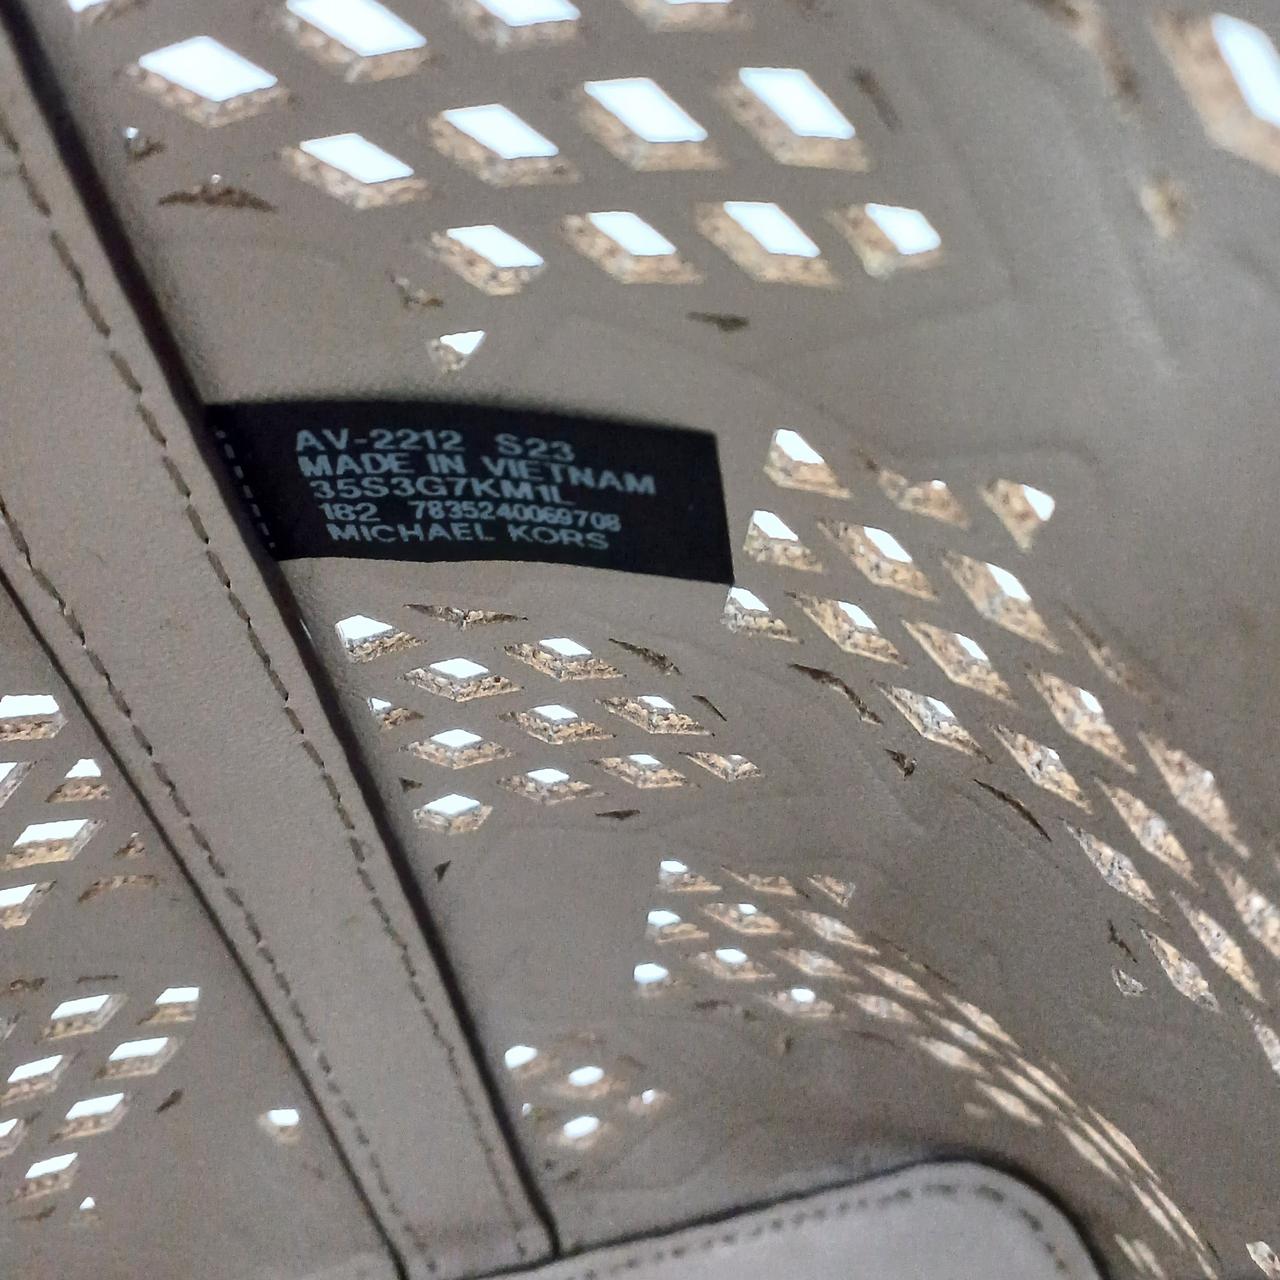 AV-2212 S23
MADE IN VIETNAM
35S3G7KM1L
182 7835240069708
MICHAEL KORS